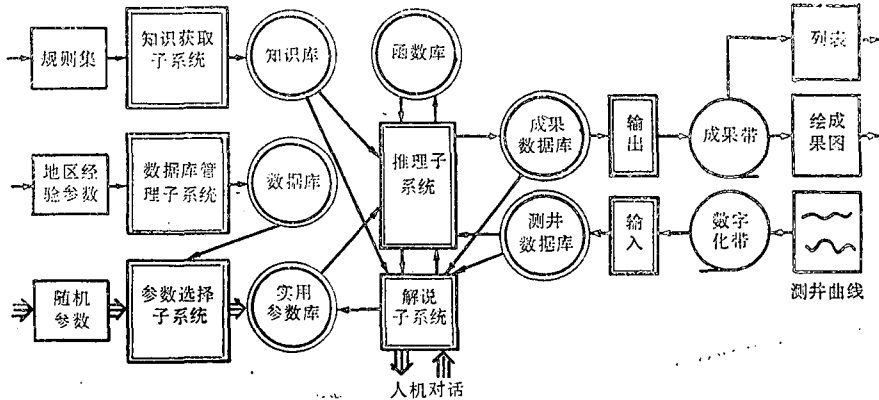 规则集
知识获取
子系统
知识库
函数库
列表
成果
数据库
输
出
成果带
绘成
果图
推理子
系统
地区经
验参数
数据库管
理子系统
数据库
测井
数据库
输
入
数字
化带
测井曲线
随机
参数
参数选择
子系统
实用
参数库
解说
子系统
人机对话